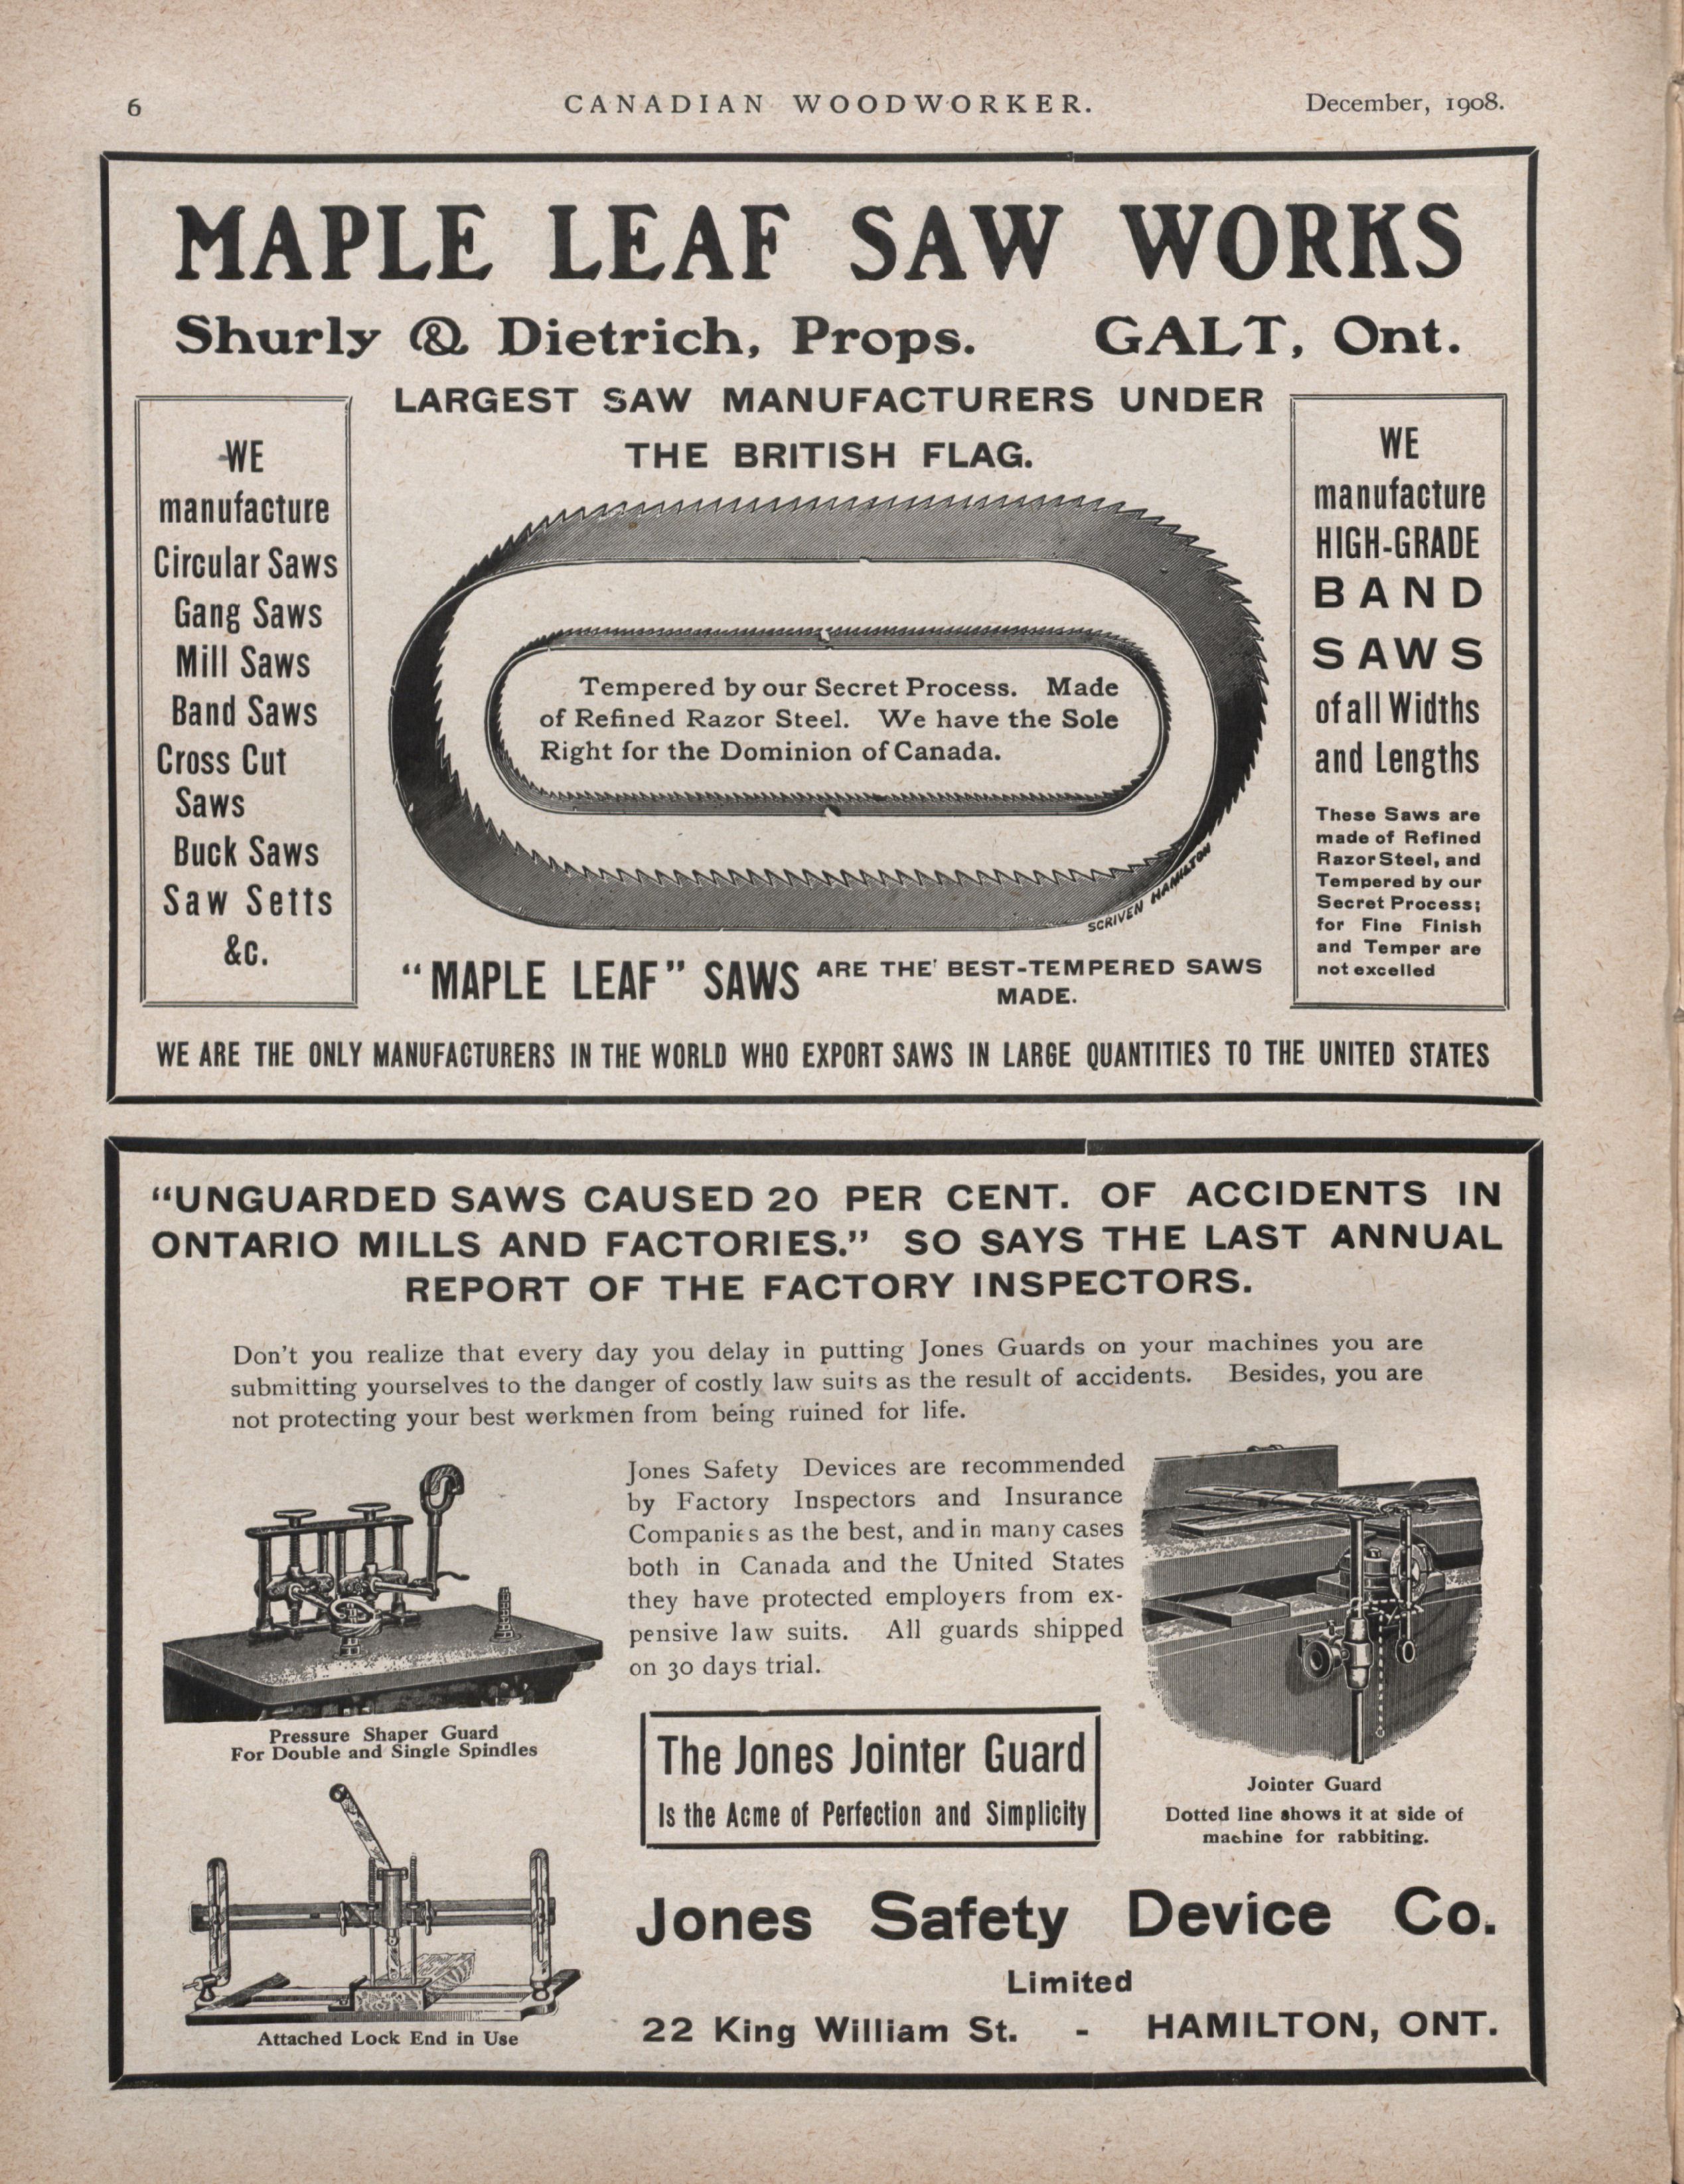 6
CANADIAN WOODWORKER.
December, 1908.
MAPLE LEAF SAW WORKS
Shurly & Dietrich, Props. GALT, Ont.
LARGEST SAW MANUFACTURERS UNDER
THE BRITISH FLAG.
WE
manufacture
Circular Saws
Gang Saws
Mill Saws
Band Saws
Cross Cut
Saws
Buck Saws
Saw Setts
&c.
Tempered by our Secret Process. Made
of Refined Razor Steel. We have the Sole
Right for the Dominion of Canada.
SCRIVEN HAMILTON
WE
manufacture
HIGH-GRADE
BAND
SAWS
of all Widths
and Lengths
These Saws are
made of Refined
Razor Steel, and
Tempered by our
Secret Process;
for Fine Finish
and Temper are
not excelled
"MAPLE LEAF" SAWS ARE THE BEST-TEMPERED SAWS
MADE.
WE ARE THE ONLY MANUFACTURERS IN THE WORLD WHO EXPORT SAWS IN LARGE QUANTITIES TO THE UNITED STATES
"UNGUARDED SAWS CAUSED 20 PER CENT. OF ACCIDENTS IN
ONTARIO MILLS AND FACTORIES." SO SAYS THE LAST ANNUAL
REPORT OF THE FACTORY INSPECTORS.
Don't you realize that every day you delay in putting Jones Guards on your machines you are
submitting yourselves to the danger of costly law suits as the result of accidents. Besides, you are
not protecting your best workmen from being ruined for life.
Jones Safety Devices are recommended
by Factory Inspectors and Insurance
Companies as the best, and in many cases
both in Canada and the United States
they have protected employers from ex-
pensive law suits. All guards shipped
on 30 days trial.
Pressure Shaper Guard
For Double and Single Spindles
The Jones Jointer Guard
Is the Acme of Perfection and Simplicity
Jointer Guard
Dotted line shows it at side of
machine for rabbiting.
Attached Lock End in Use
Jones Safety Device Co.
Limited
22 King William St. - HAMILTON, ONT.